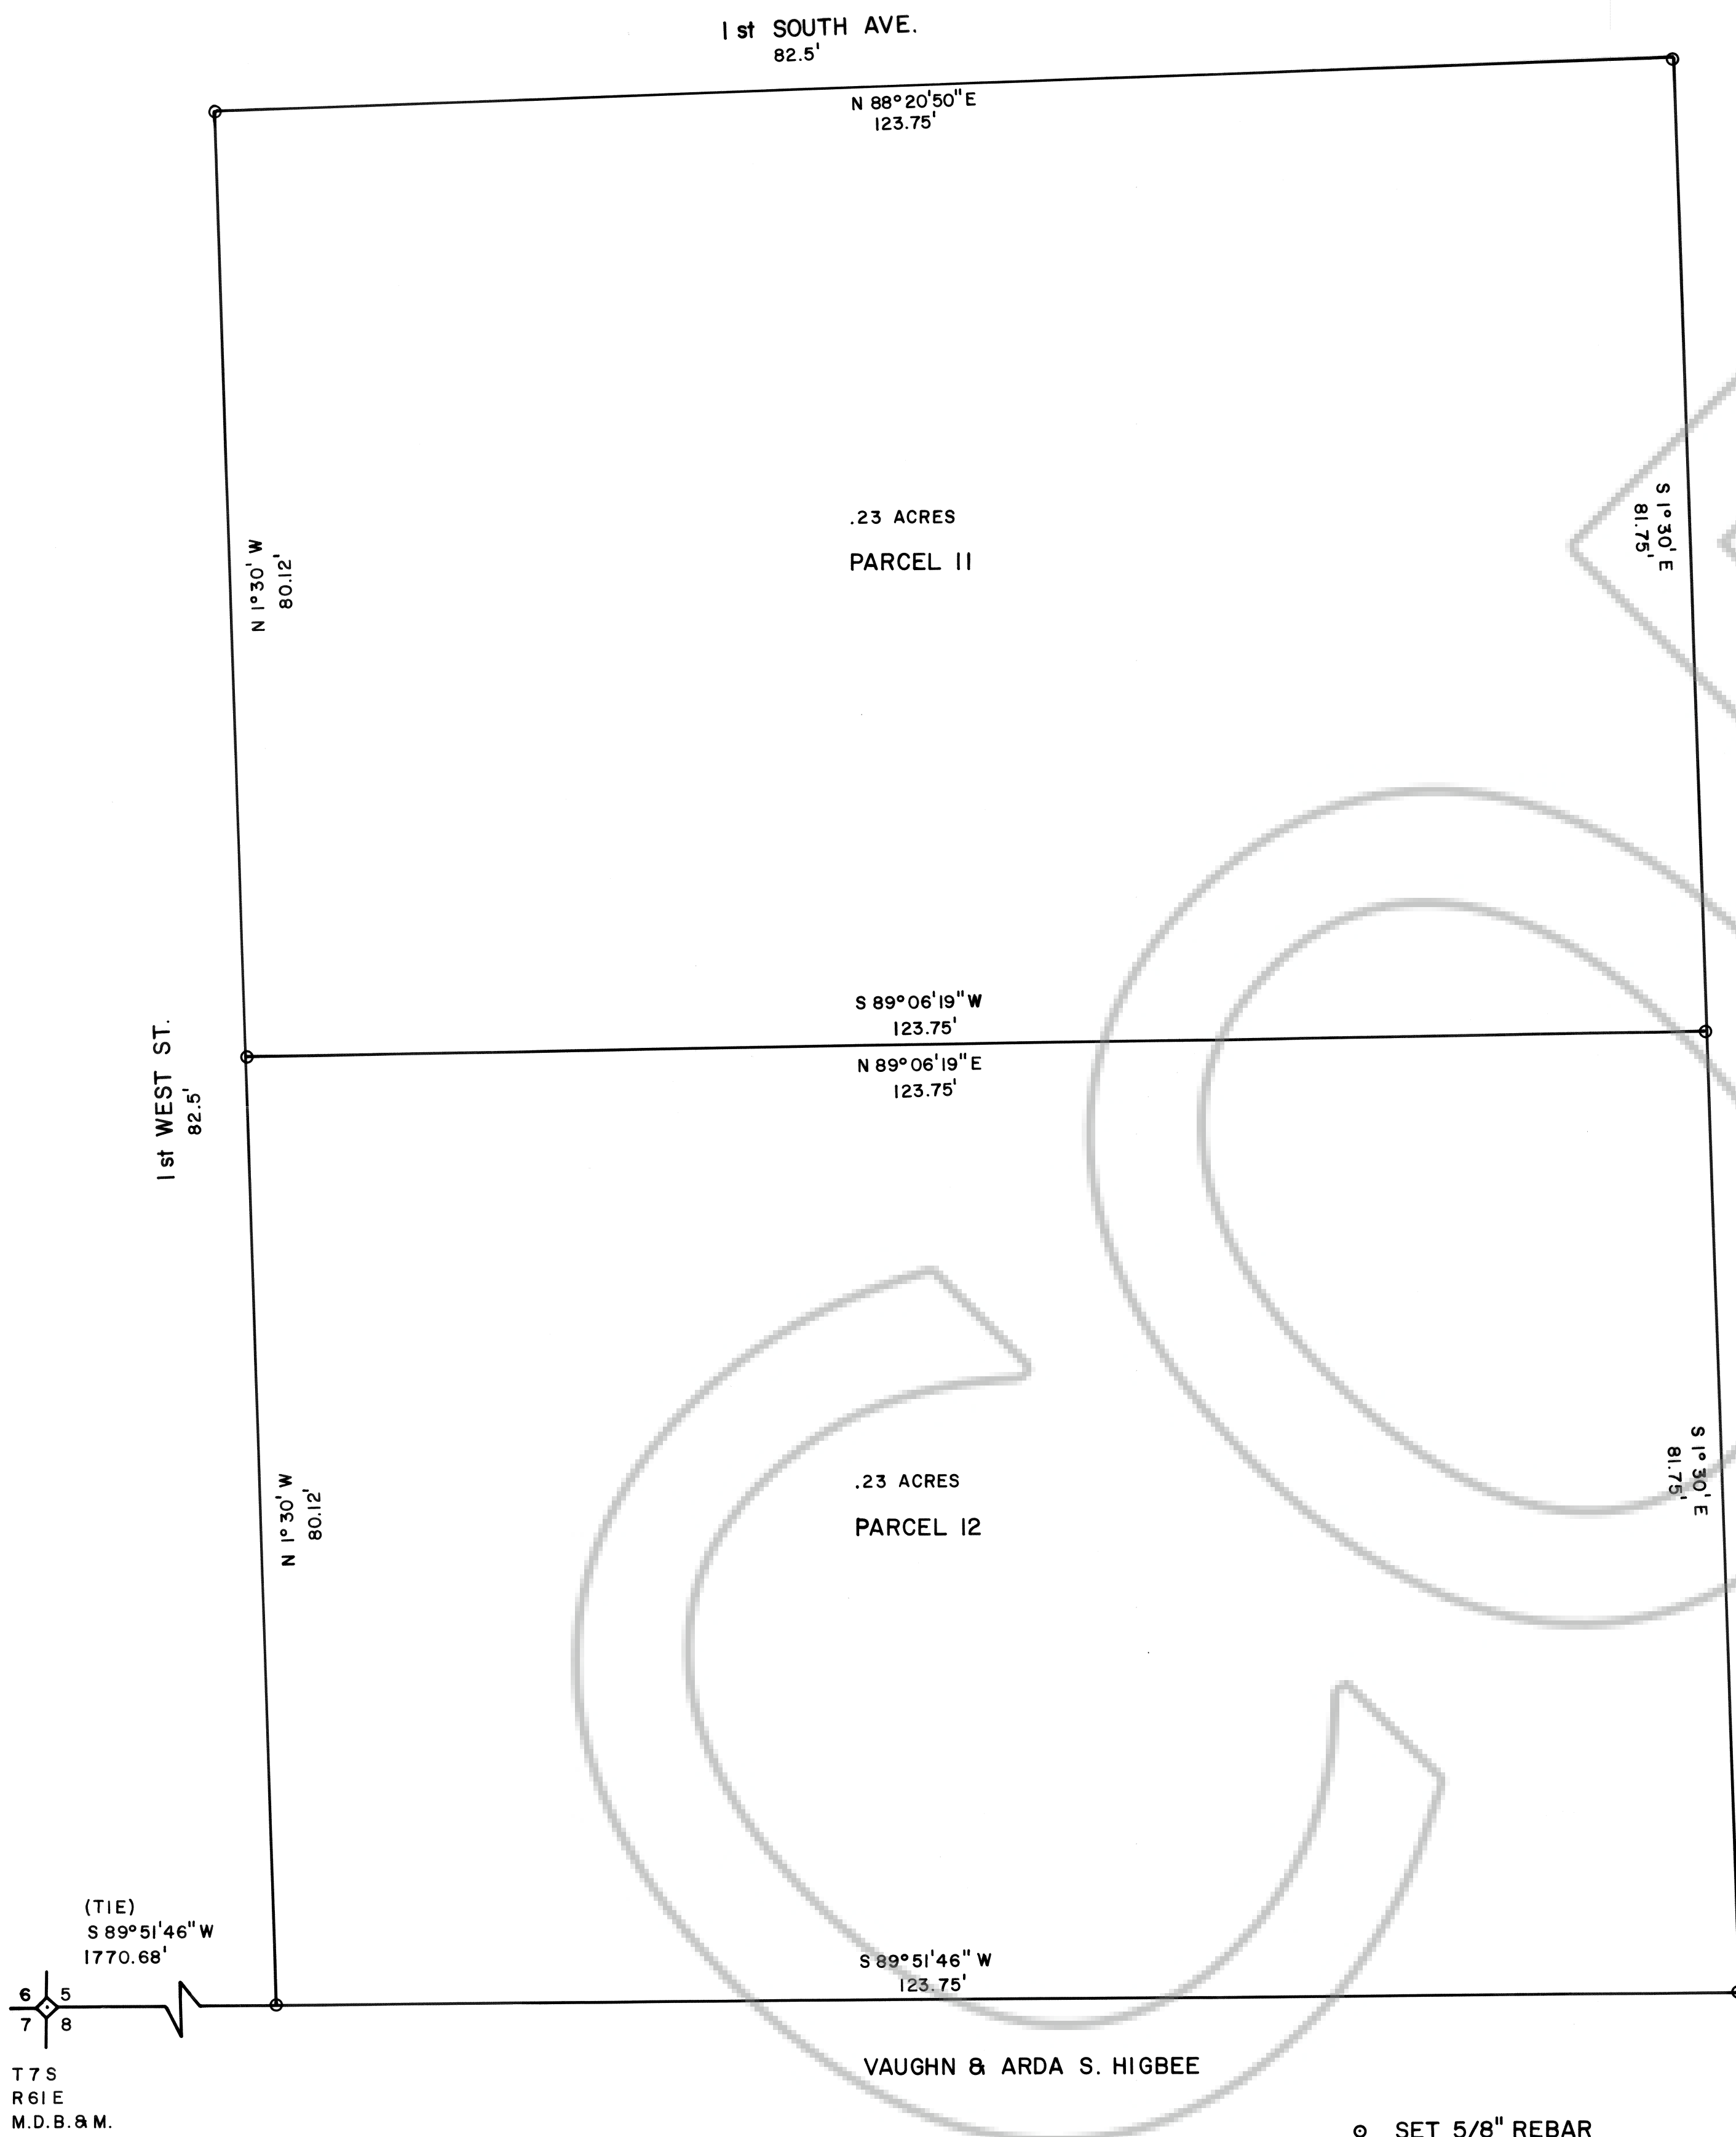 1st SOUTH AVE.
82.5'
N 88°20'50" E
123.75'
N 1°30' W
80.12'
.23 ACRES
PARCEL 11
S 1°30' E
81.75'
S 89°06'19" W
123.75'
N 89°06'19" E
123.75'
1st WEST ST.
82.5'
N 1°30' W
80.12'
.23 ACRES
PARCEL 12
S 1°30' E
81.75'
(TIE)
S 89°51'46" W
1770.68'
S 89°51'46" W
123.75'
6 5
7 8
T 7 S
R 61 E
M.D.B.& M.
VAUGHN & ARDA S. HIGBEE
SET 5/8" REBAR